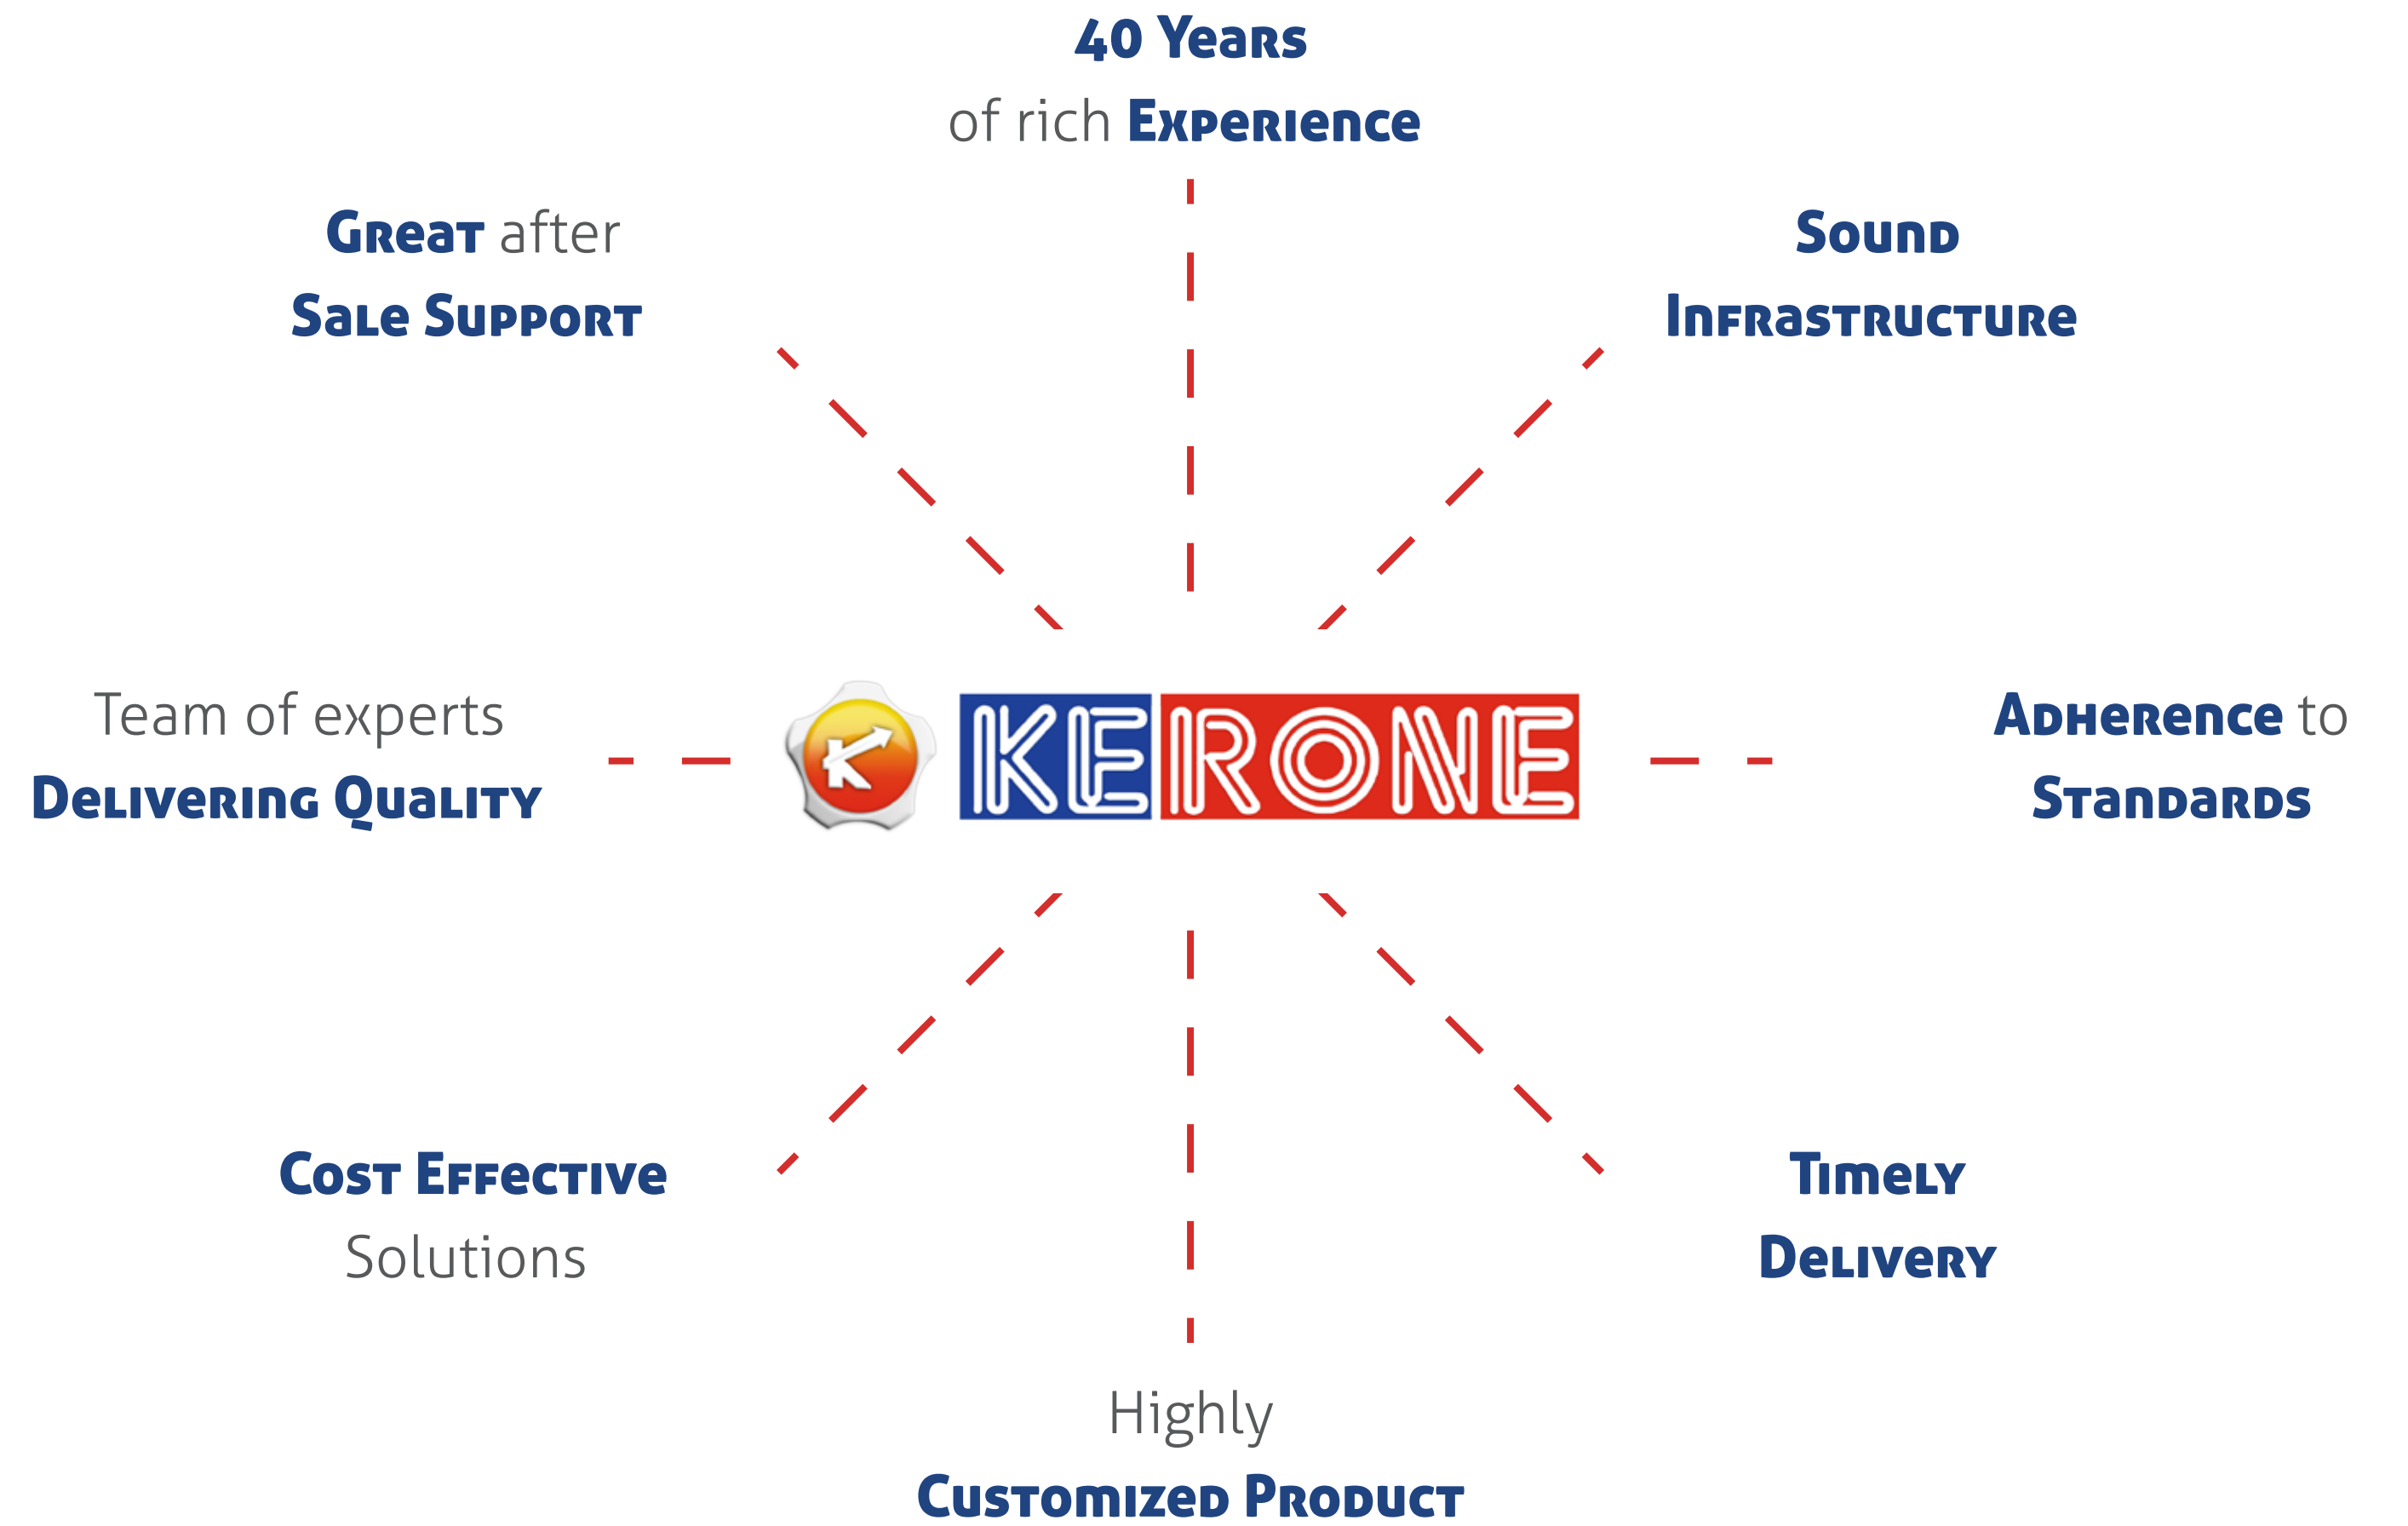 40 Years
of rich Experience
Great after
Sale Support
Sound
Infrastructure
Team of experts
Delivering Quality
K KERONE
Adherence to
Standards
Cost Effective
Solutions
Timely
Delivery
Highly
Customized Product